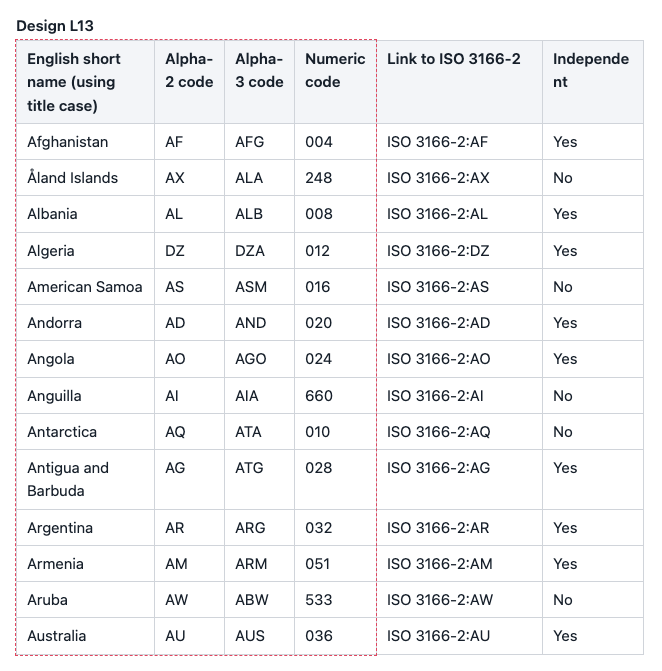 Design L13
English short name (using title case) Alpha-2 code Alpha-3 code Numeric code Link to ISO 3166-2 Independent
Afghanistan AF AFG 004 ISO 3166-2:AF Yes
Åland Islands AX ALA 248 ISO 3166-2:AX No
Albania AL ALB 008 ISO 3166-2:AL Yes
Algeria DZ DZA 012 ISO 3166-2:DZ Yes
American Samoa AS ASM 016 ISO 3166-2:AS No
Andorra AD AND 020 ISO 3166-2:AD Yes
Angola AO AGO 024 ISO 3166-2:AO Yes
Anguilla AI AIA 660 ISO 3166-2:AI No
Antarctica AQ ATA 010 ISO 3166-2:AQ No
Antigua and Barbuda AG ATG 028 ISO 3166-2:AG Yes
Argentina AR ARG 032 ISO 3166-2:AR Yes
Armenia AM ARM 051 ISO 3166-2:AM Yes
Aruba AW ABW 533 ISO 3166-2:AW No
Australia AU AUS 036 ISO 3166-2:AU Yes